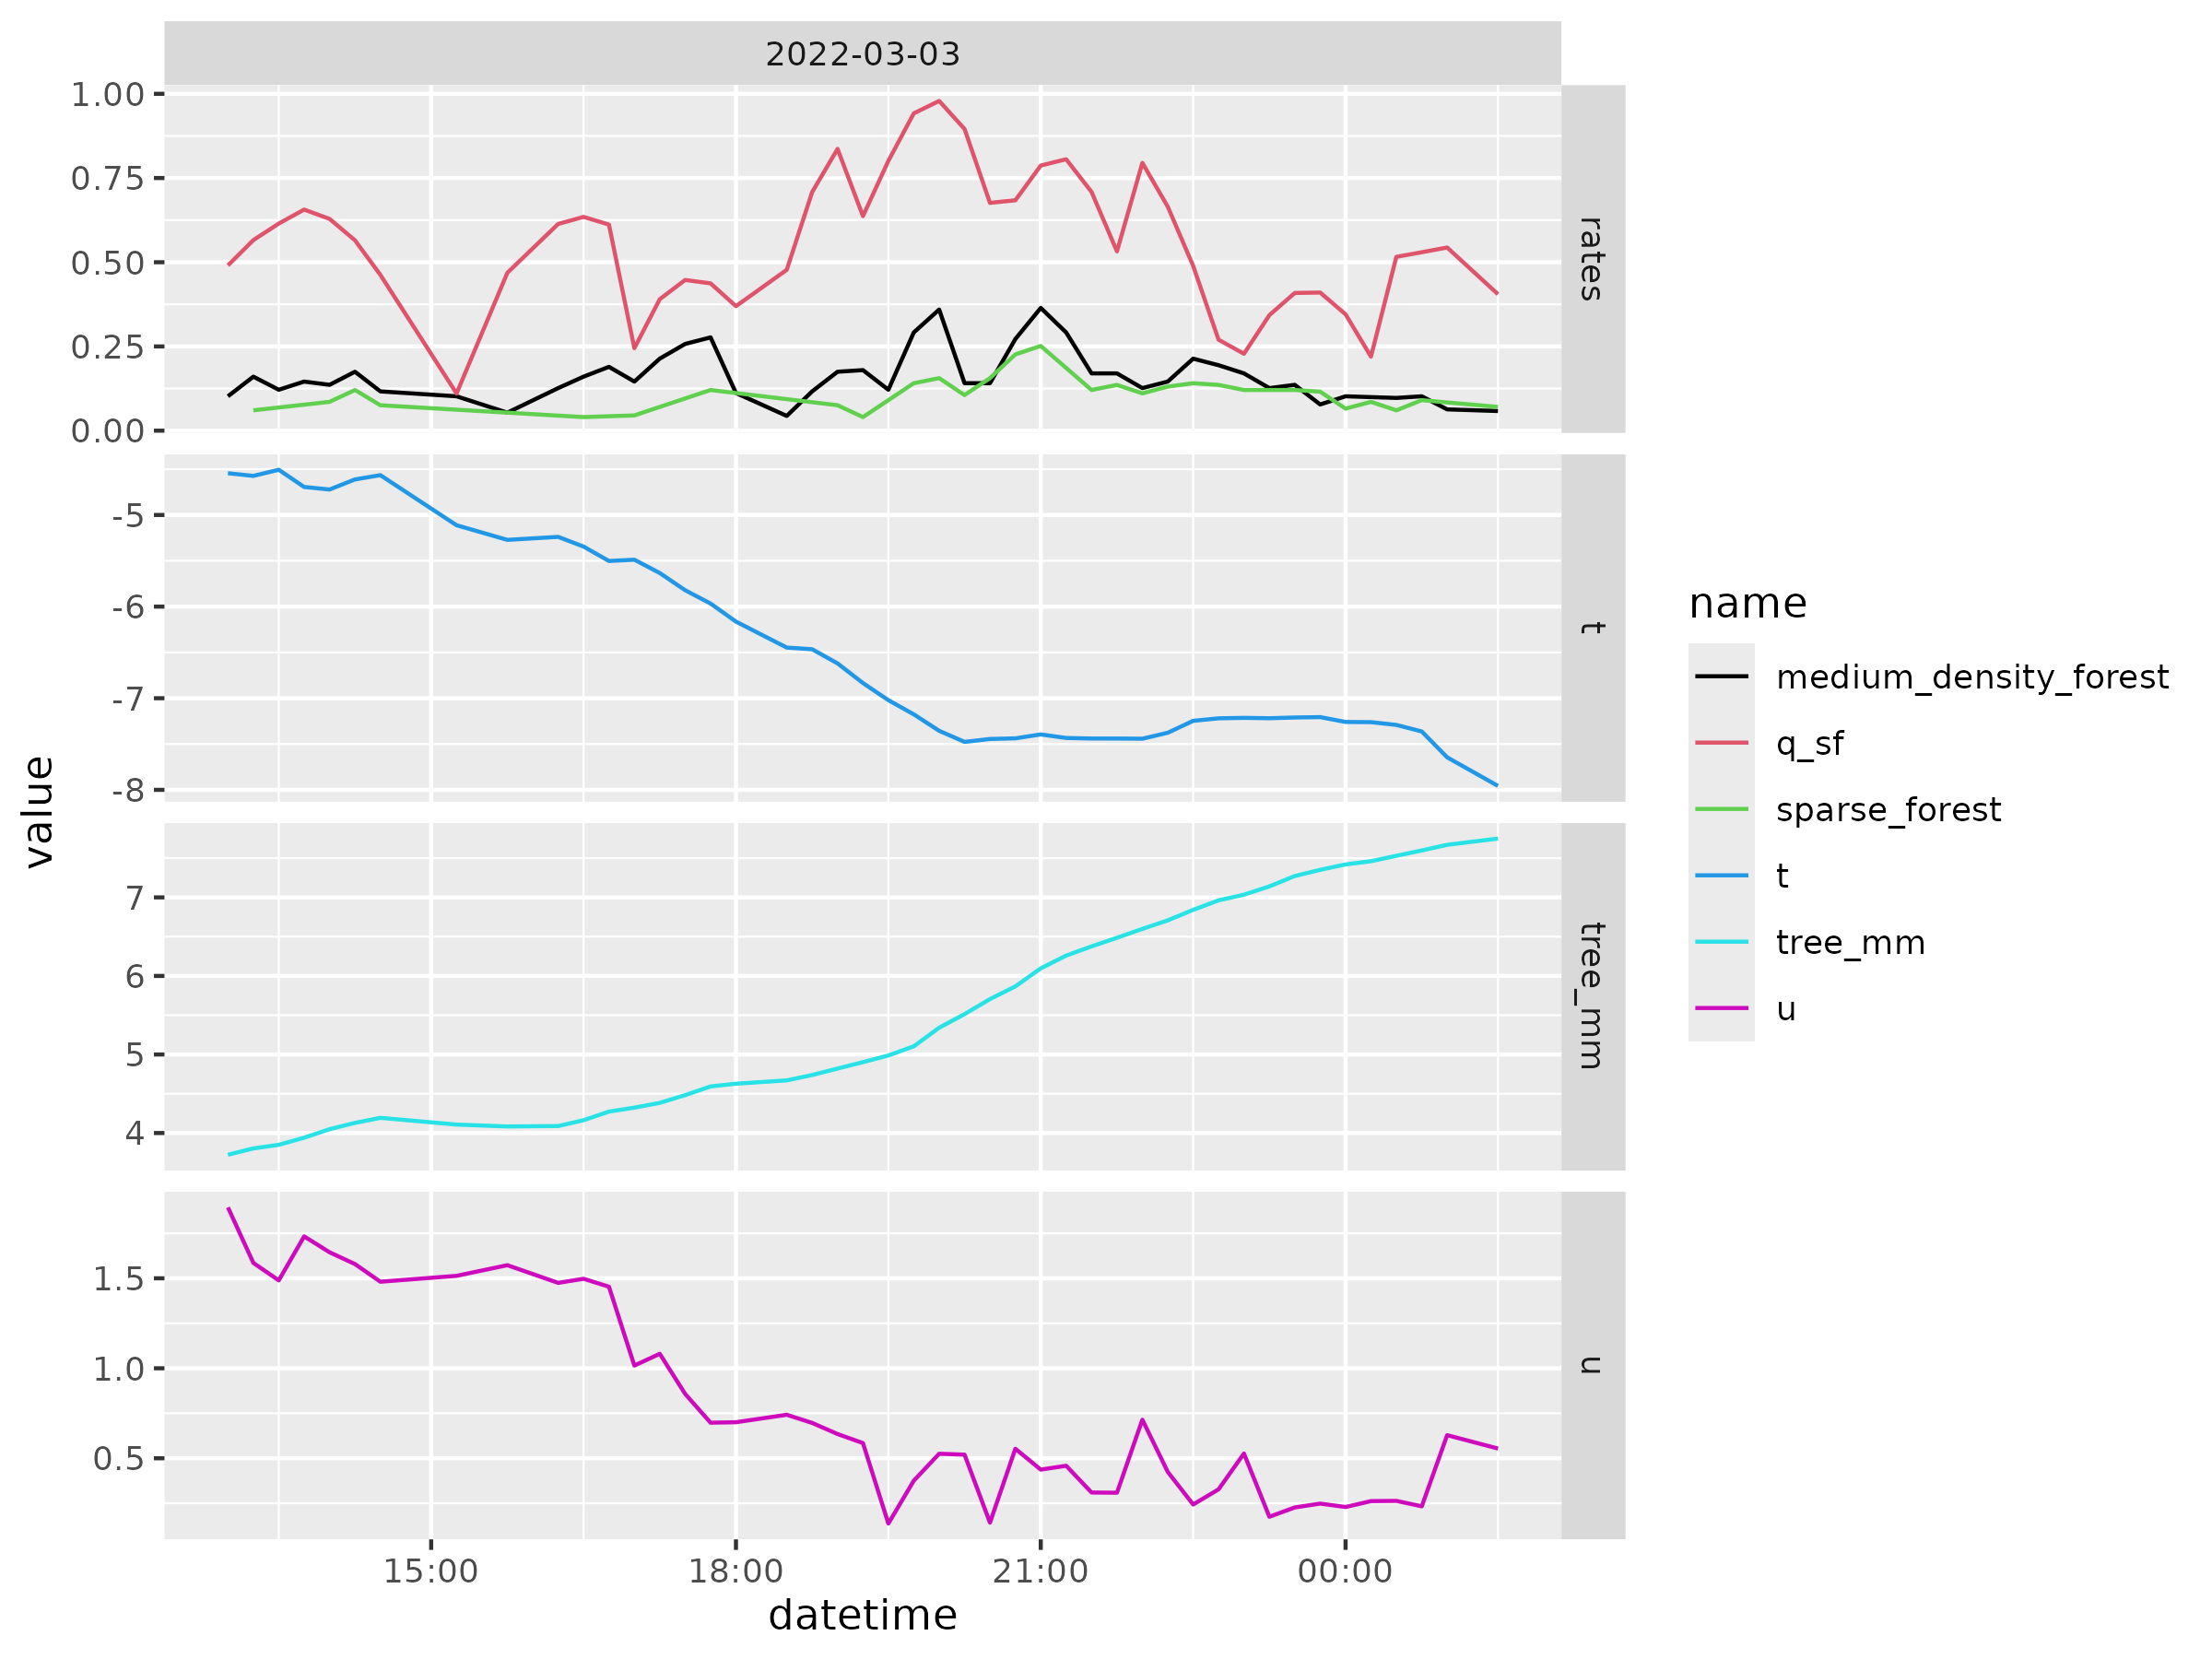 2022-03-03
1.00
0.75
0.50
0.25
0.00
rates
-5
-6
-7
-8
t
7
6
5
4
tree_mm
1.5
1.0
0.5
u
15:00
18:00
21:00
00:00
datetime
value
name
medium_density_forest
q_sf
sparse_forest
t
tree_mm
u